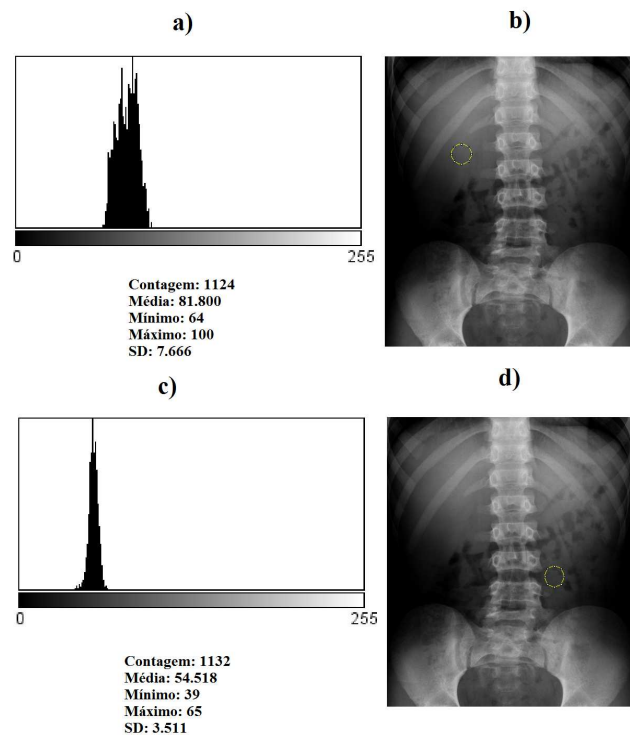 a)
b)
0
255
Contagem: 1124
Média: 81.800
Mínimo: 64
Máximo: 100
SD: 7.666
c)
d)
0
255
Contagem: 1132
Média: 54.518
Mínimo: 39
Máximo: 65
SD: 3.511